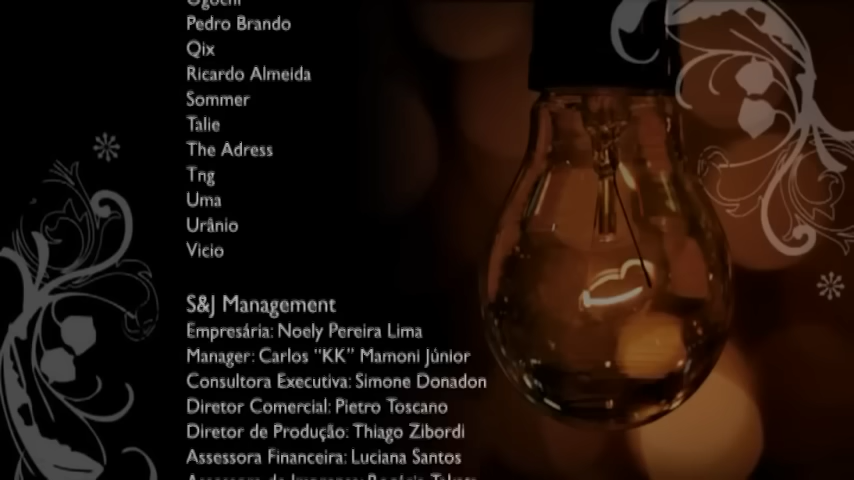 Ugochi
Pedro Brando
Qix
Ricardo Almeida
Sommer
Talie
The Adress
Tng
Uma
Urânio
Vicio
S&J Management
Empresária: Noely Pereira Lima
Manager: Carlos "KK" Mamoni Júnior
Consultora Executiva: Simone Donadon
Diretor Comercial: Pietro Toscano
Diretor de Produção: Thiago Zibordi
Assessora Financeira: Luciana Santos